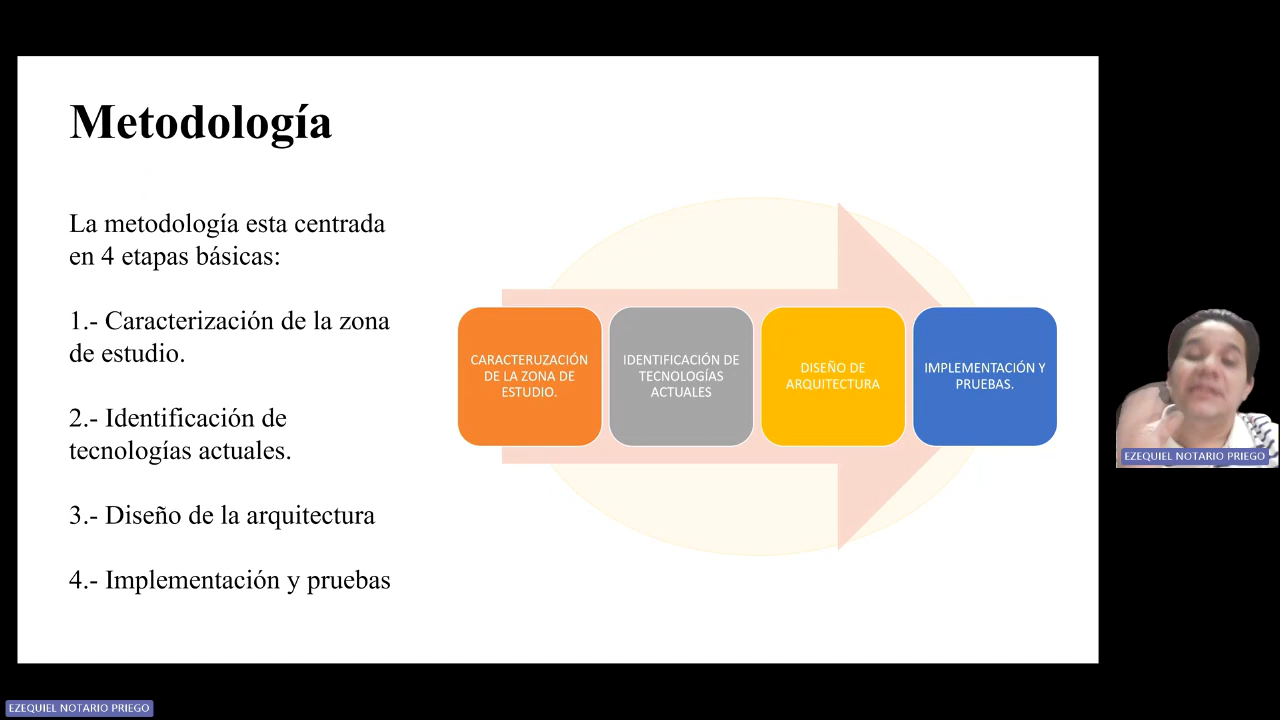 Metodología
La metodología esta centrada
en 4 etapas básicas:
1.- Caracterización de la zona
de estudio.
2.- Identificación de
tecnologías actuales.
3.- Diseño de la arquitectura
4.- Implementación y pruebas
CARACTERUZACIÓN
DE LA ZONA DE
ESTUDIO.
IDENTIFICACIÓN DE
TECNOLOGÍAS
ACTUALES
DISEÑO DE
ARQUITECTURA
IMPLEMENTACIÓN Y
PRUEBAS.
EZEQUIEL NOTARIO PRIEGO
EZEQUIEL NOTARIO PRIEGO